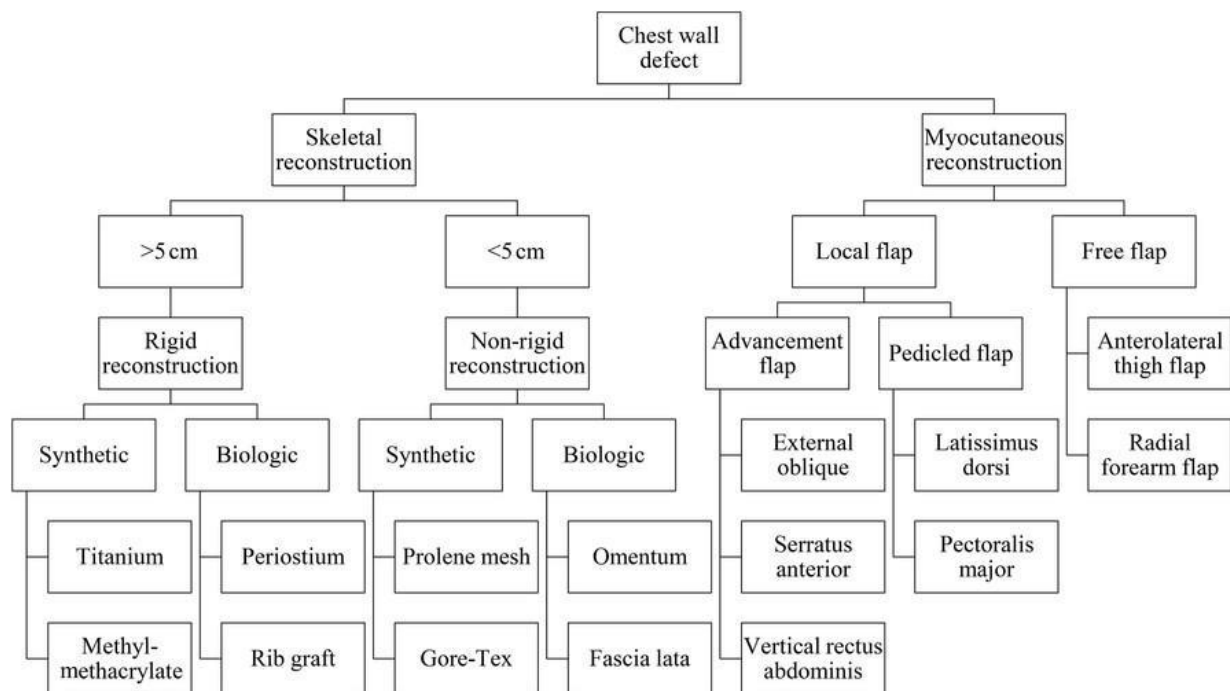 Chest wall
defect
Skeletal
reconstruction
Myocutaneous
reconstruction
>5 cm
<5 cm
Local flap
Free flap
Rigid
reconstruction
Non-rigid
reconstruction
Advancement
flap
Pedicled flap
Anterolateral
thigh flap
Synthetic
Biologic
Synthetic
Biologic
External
oblique
Latissimus
dorsi
Radial
forearm flap
Titanium
Periostium
Prolene mesh
Omentum
Serratus
anterior
Pectoralis
major
Methyl-
methacrylate
Rib graft
Gore-Tex
Fascia lata
Vertical rectus
abdominis